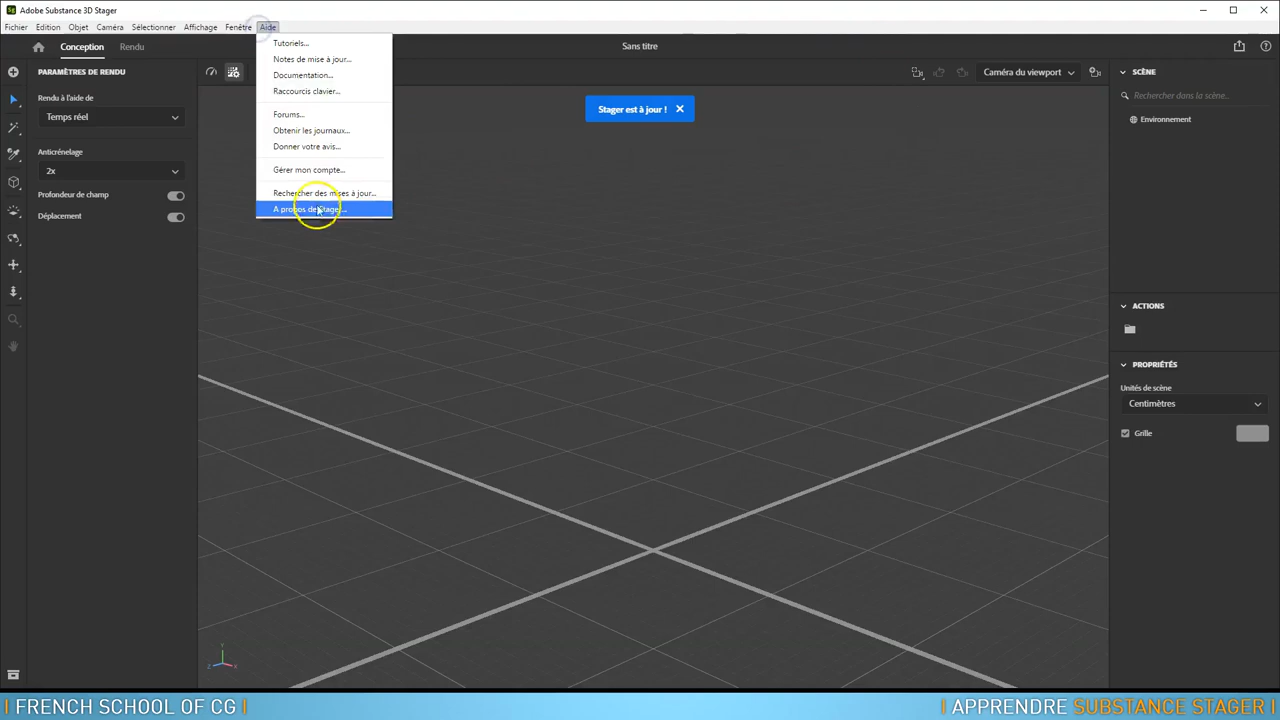 Sg Adobe Substance 3D Stager
Fichier Edition Objet Caméra Sélectionner Affichage Fenêtre Aide
Conception Rendu
Sans titre
PARAMÈTRES DE RENDU
Rendu à l'aide de
Temps réel
Anticrénelage
2x
Profondeur de champ
Déplacement
Tutoriels...
Notes de mise à jour...
Documentation...
Raccourcis clavier...
Forums...
Obtenir les journaux...
Donner votre avis...
Gérer mon compte...
Rechercher des mises à jour...
A propos de Stager...
Stager est à jour !
Caméra du viewport
SCÈNE
Rechercher dans la scène...
Environnement
ACTIONS
PROPRIÉTÉS
Unités de scène
Centimètres
Grille
Y
Z X
| FRENCH SCHOOL OF CG |
| APPRENDRE SUBSTANCE STAGER |